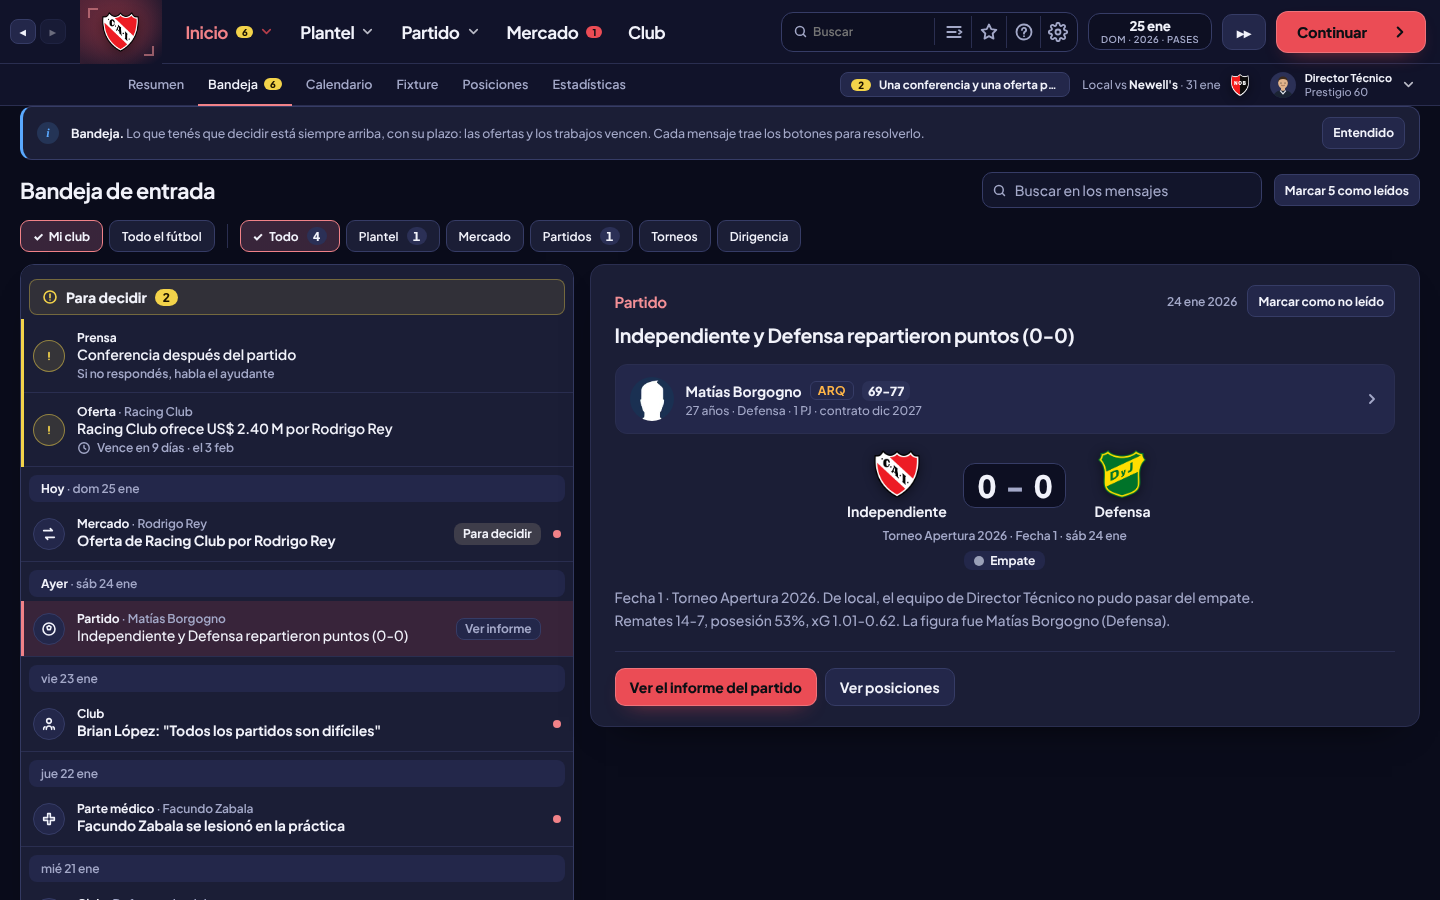 Inicio 6
Plantel
Partido
Mercado 1
Club
Buscar
25 ene
DOM · 2026 · PASES
Continuar
Resumen
Bandeja 6
Calendario
Fixture
Posiciones
Estadísticas
2 Una conferencia y una oferta p...
Local vs Newell's · 31 ene
Director Técnico
Prestigio 60
Bandeja. Lo que tenés que decidir está siempre arriba, con su plazo: las ofertas y los trabajos vencen. Cada mensaje trae los botones para resolverlo.
Entendido
Bandeja de entrada
Buscar en los mensajes
Marcar 5 como leídos
Mi club
Todo el fútbol
Todo 4
Plantel 1
Mercado
Partidos 1
Torneos
Dirigencia
Para decidir 2
Prensa
Conferencia después del partido
Si no respondés, habla el ayudante
Oferta · Racing Club
Racing Club ofrece US$ 2.40 M por Rodrigo Rey
Vence en 9 días · el 3 feb
Hoy · dom 25 ene
Mercado · Rodrigo Rey
Oferta de Racing Club por Rodrigo Rey
Para decidir
Ayer · sáb 24 ene
Partido · Matías Borgogno
Independiente y Defensa repartieron puntos (0-0)
Ver informe
vie 23 ene
Club
Brian López: "Todos los partidos son difíciles"
jue 22 ene
Parte médico · Facundo Zabala
Facundo Zabala se lesionó en la práctica
mié 21 ene
Partido
24 ene 2026
Marcar como no leído
Independiente y Defensa repartieron puntos (0-0)
Matías Borgogno ARQ 69-77
27 años · Defensa · 1 PJ · contrato dic 2027
0 – 0
Independiente
Defensa
Torneo Apertura 2026 · Fecha 1 · sáb 24 ene
Empate
Fecha 1 · Torneo Apertura 2026. De local, el equipo de Director Técnico no pudo pasar del empate.
Remates 14-7, posesión 53%, xG 1.01-0.62. La figura fue Matías Borgogno (Defensa).
Ver el informe del partido
Ver posiciones